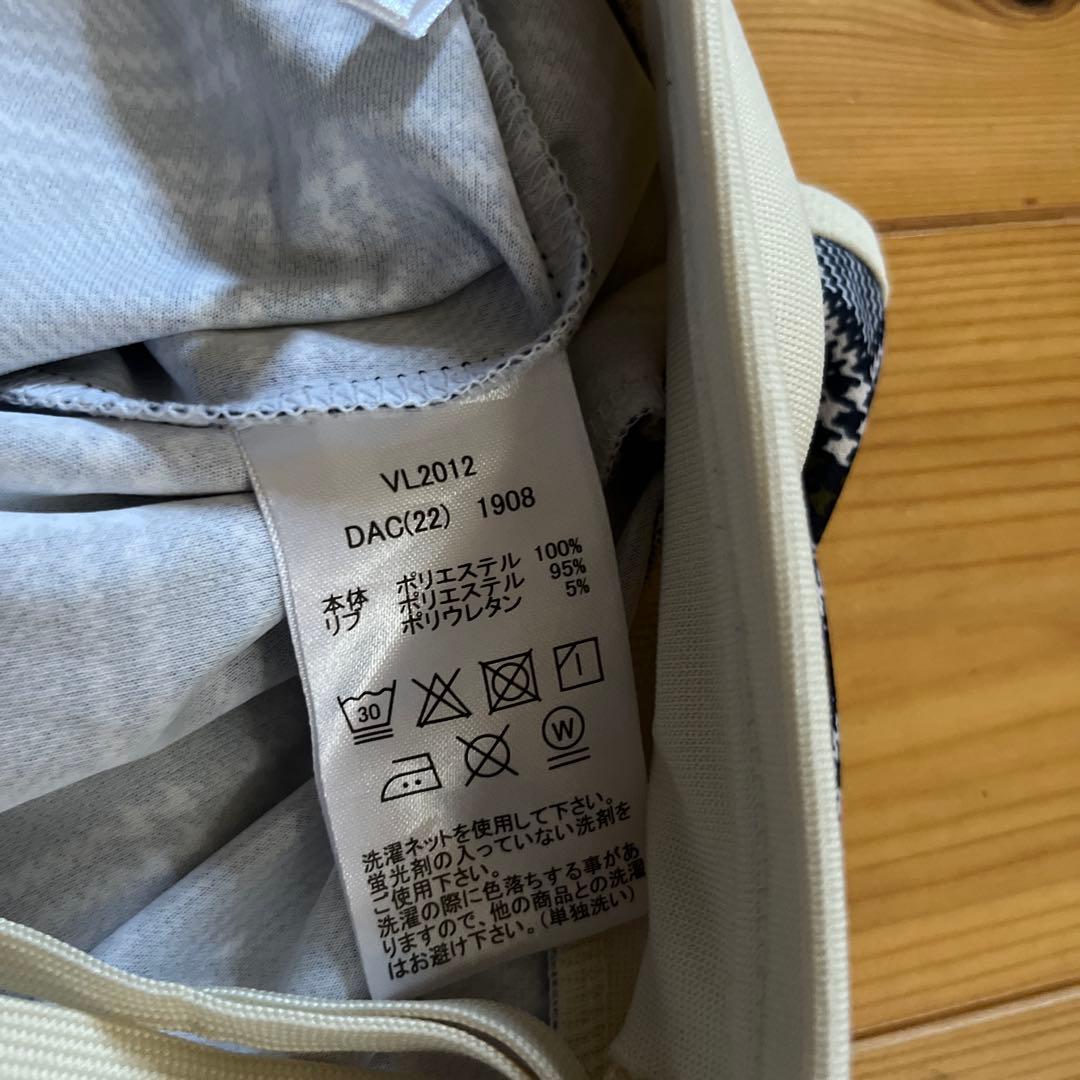 VL2012
DAC(22) 1908
本体 ポリエステル 100%
リブ ポリエステル 95%
ポリウレタン 5%
30
W
洗濯ネットを使用して下さい。
蛍光剤の入っていない洗剤を
ご使用下さい。
洗濯の際に色落ちする事があ
りますので、他の商品との洗濯
はお避け下さい。(単独洗い)